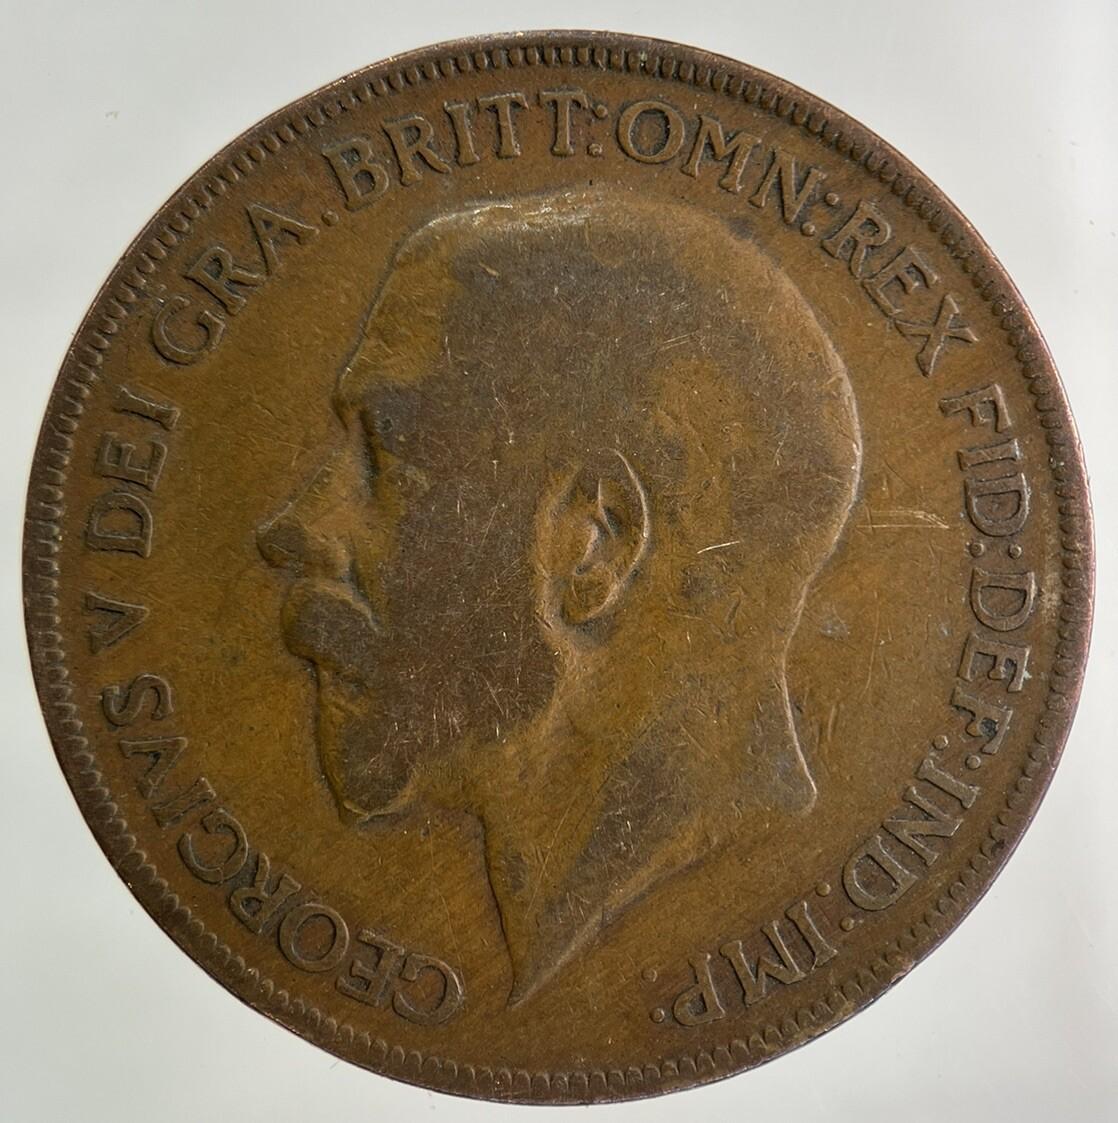 GEORGIVS V DEI GRA. BRITT: OMN: REX FID: DEF: IND: IMP: